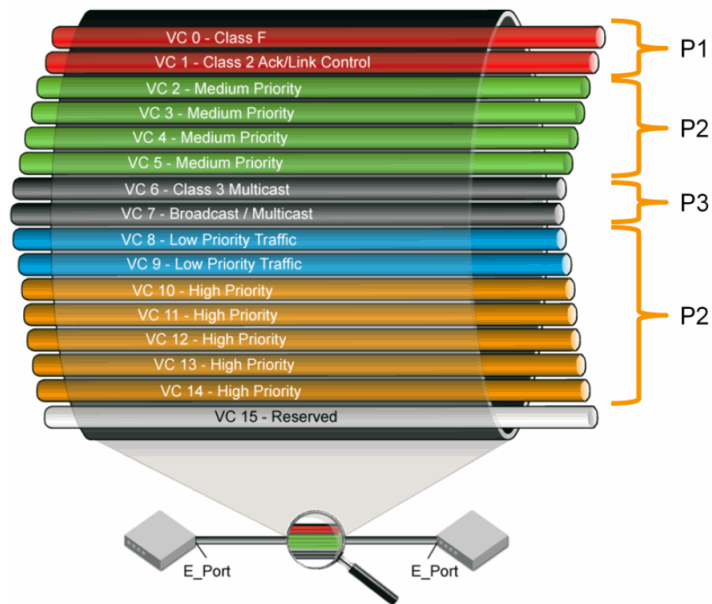 VC 0 - Class F
VC 1 - Class 2 Ack/Link Control
P1
VC 2 - Medium Priority
VC 3 - Medium Priority
VC 4 - Medium Priority
VC 5 - Medium Priority
P2
VC 6 - Class 3 Multicast
VC 7 - Broadcast / Multicast
P3
VC 8 - Low Priority Traffic
VC 9 - Low Priority Traffic
VC 10 - High Priority
VC 11 - High Priority
VC 12 - High Priority
VC 13 - High Priority
VC 14 - High Priority
P2
VC 15 - Reserved
E_Port
E_Port